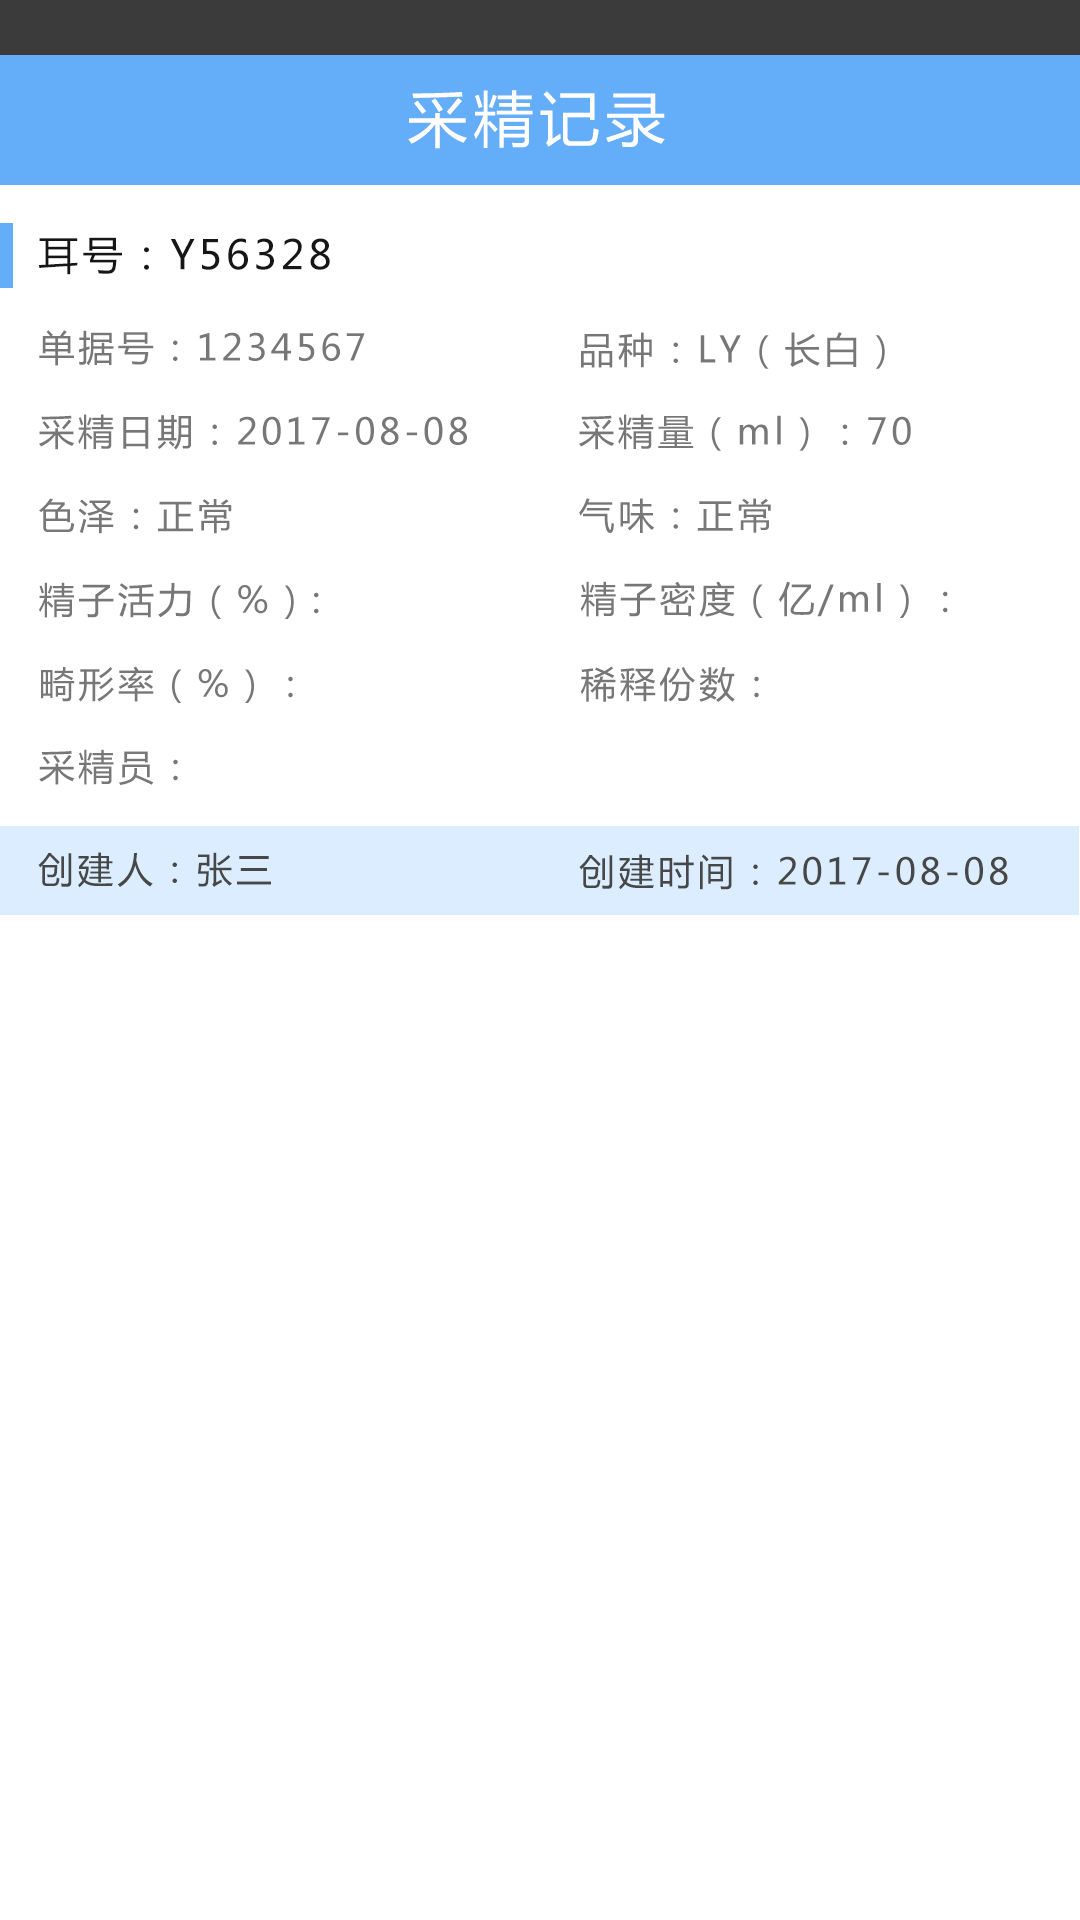 采精记录
耳号：Y56328
单据号：1234567 品种：LY（长白）
采精日期：2017-08-08 采精量（ml）：70
色泽：正常 气味：正常
精子活力（%）: 精子密度（亿/ml）：
畸形率（%）： 稀释份数：
采精员：
创建人：张三 创建时间：2017-08-08